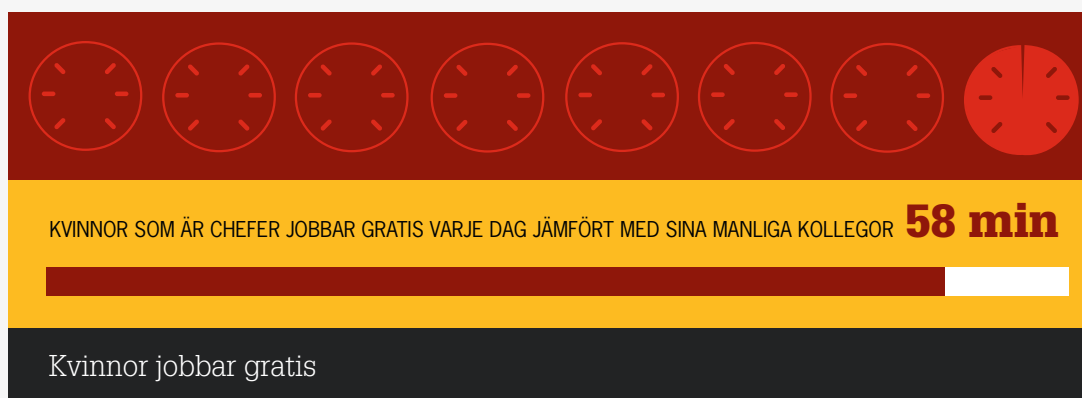 KVINNOR SOM ÄR CHEFER JOBBAR GRATIS VARJE DAG JÄMFÖRT MED SINA MANLIGA KOLLEGOR 58 min
Kvinnor jobbar gratis